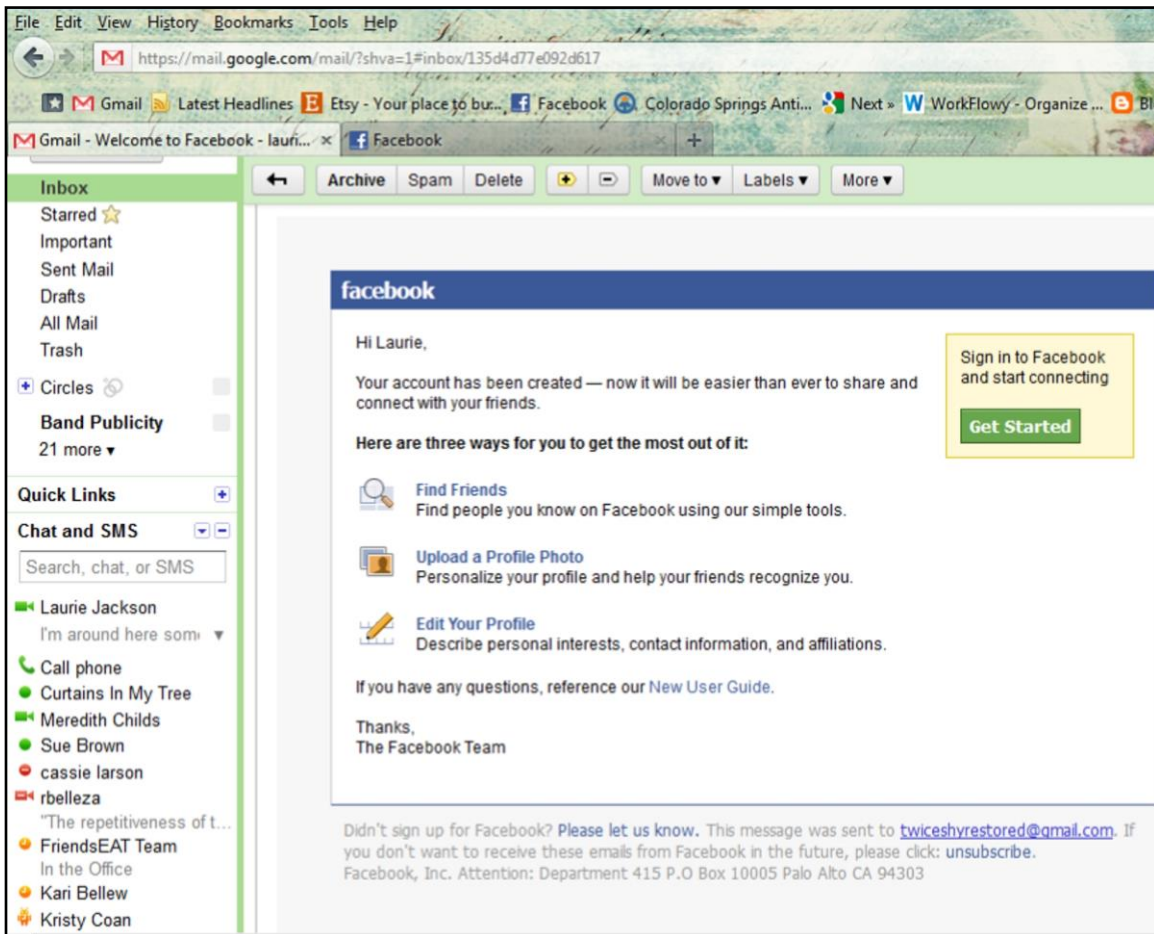 File Edit View History Bookmarks Tools Help
https://mail.google.com/mail/?shva=1#inbox/135d4d77e092d617
Gmail Latest Headlines Etsy - Your place to bu... Facebook Colorado Springs Anti... Next » WorkFlowy - Organize ... Bl
Gmail - Welcome to Facebook - lauri... × Facebook × +
Inbox
Starred
Important
Sent Mail
Drafts
All Mail
Trash
Circles
Band Publicity
21 more ▾
Quick Links
Chat and SMS
Search, chat, or SMS
Laurie Jackson
I'm around here som
Call phone
Curtains In My Tree
Meredith Childs
Sue Brown
cassie larson
rbelleza
"The repetitiveness of t...
FriendsEAT Team
In the Office
Kari Bellew
Kristy Coan
Archive Spam Delete Move to ▾ Labels ▾ More ▾
facebook
Hi Laurie,
Your account has been created — now it will be easier than ever to share and
connect with your friends.
Here are three ways for you to get the most out of it:
Find Friends
Find people you know on Facebook using our simple tools.
Upload a Profile Photo
Personalize your profile and help your friends recognize you.
Edit Your Profile
Describe personal interests, contact information, and affiliations.
If you have any questions, reference our New User Guide.
Thanks,
The Facebook Team
Sign in to Facebook
and start connecting
Get Started
Didn't sign up for Facebook? Please let us know. This message was sent to twiceshyrestored@gmail.com. If
you don't want to receive these emails from Facebook in the future, please click: unsubscribe.
Facebook, Inc. Attention: Department 415 P.O Box 10005 Palo Alto CA 94303